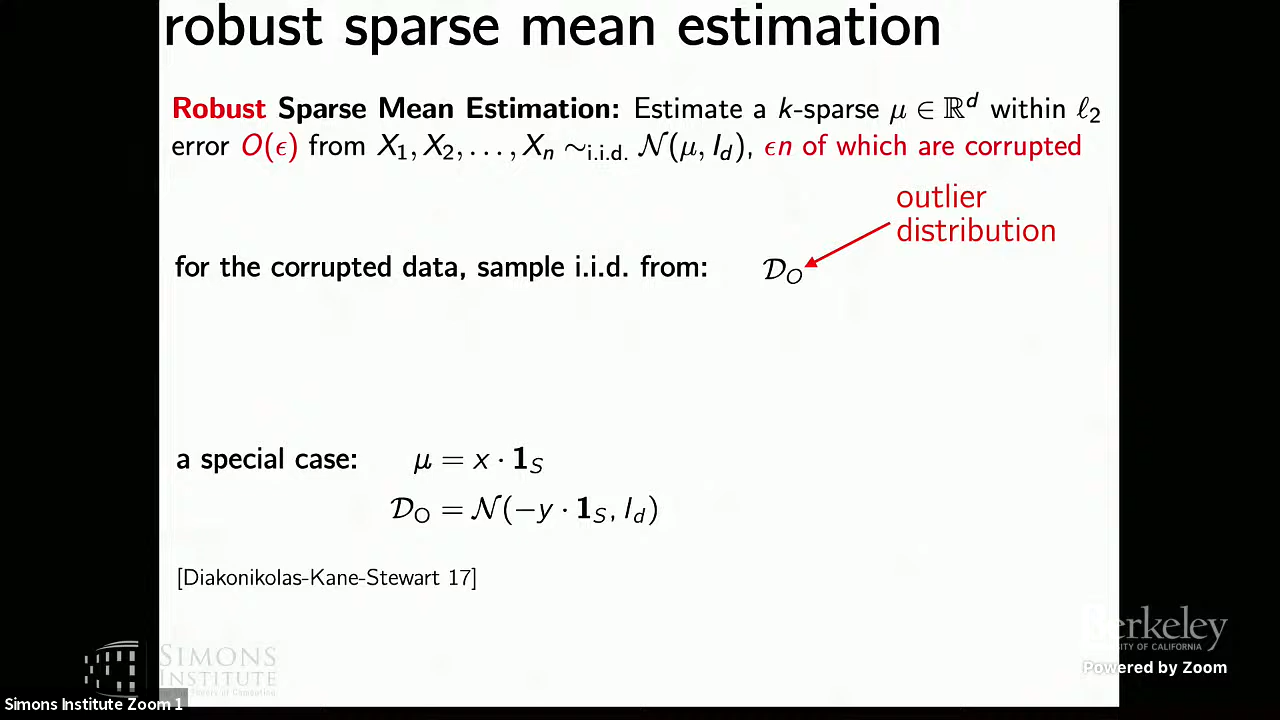 robust sparse mean estimation
Robust Sparse Mean Estimation: Estimate a k-sparse μ ∈ ℝᵈ within ℓ₂
error O(ϵ) from X₁, X₂, . . . , Xₙ ∼i.i.d. 𝒩(μ, I_d), ϵn of which are corrupted
outlier
distribution
for the corrupted data, sample i.i.d. from: 𝒟_O
a special case: μ = x · 𝟏_S
𝒟_O = 𝒩(−y · 𝟏_S, I_d)
[Diakonikolas-Kane-Stewart 17]
Berkeley
OF CALIFORNIA
SIMONS
INSTITUTE
Powered by Zoom
Simons Institute Zoom 1